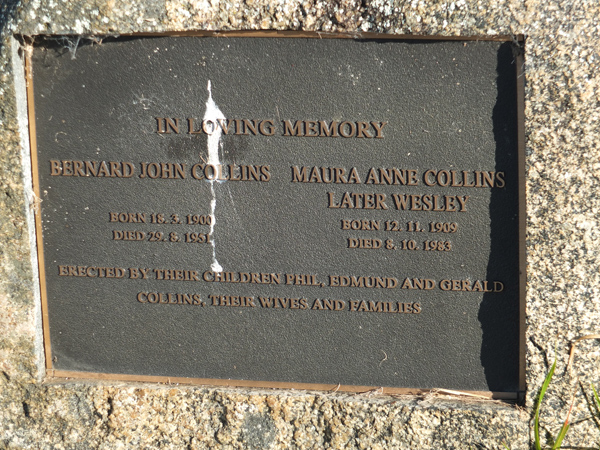 IN LOVING MEMORY
BERNARD JOHN COLLINS
BORN 18. 3. 1900
DIED 29. 8. 1951
MAURA ANNE COLLINS
LATER WESLEY
BORN 12. 11. 1909
DIED 8. 10. 1983
ERECTED BY THEIR CHILDREN PHIL, EDMUND AND GERALD
COLLINS, THEIR WIVES AND FAMILIES